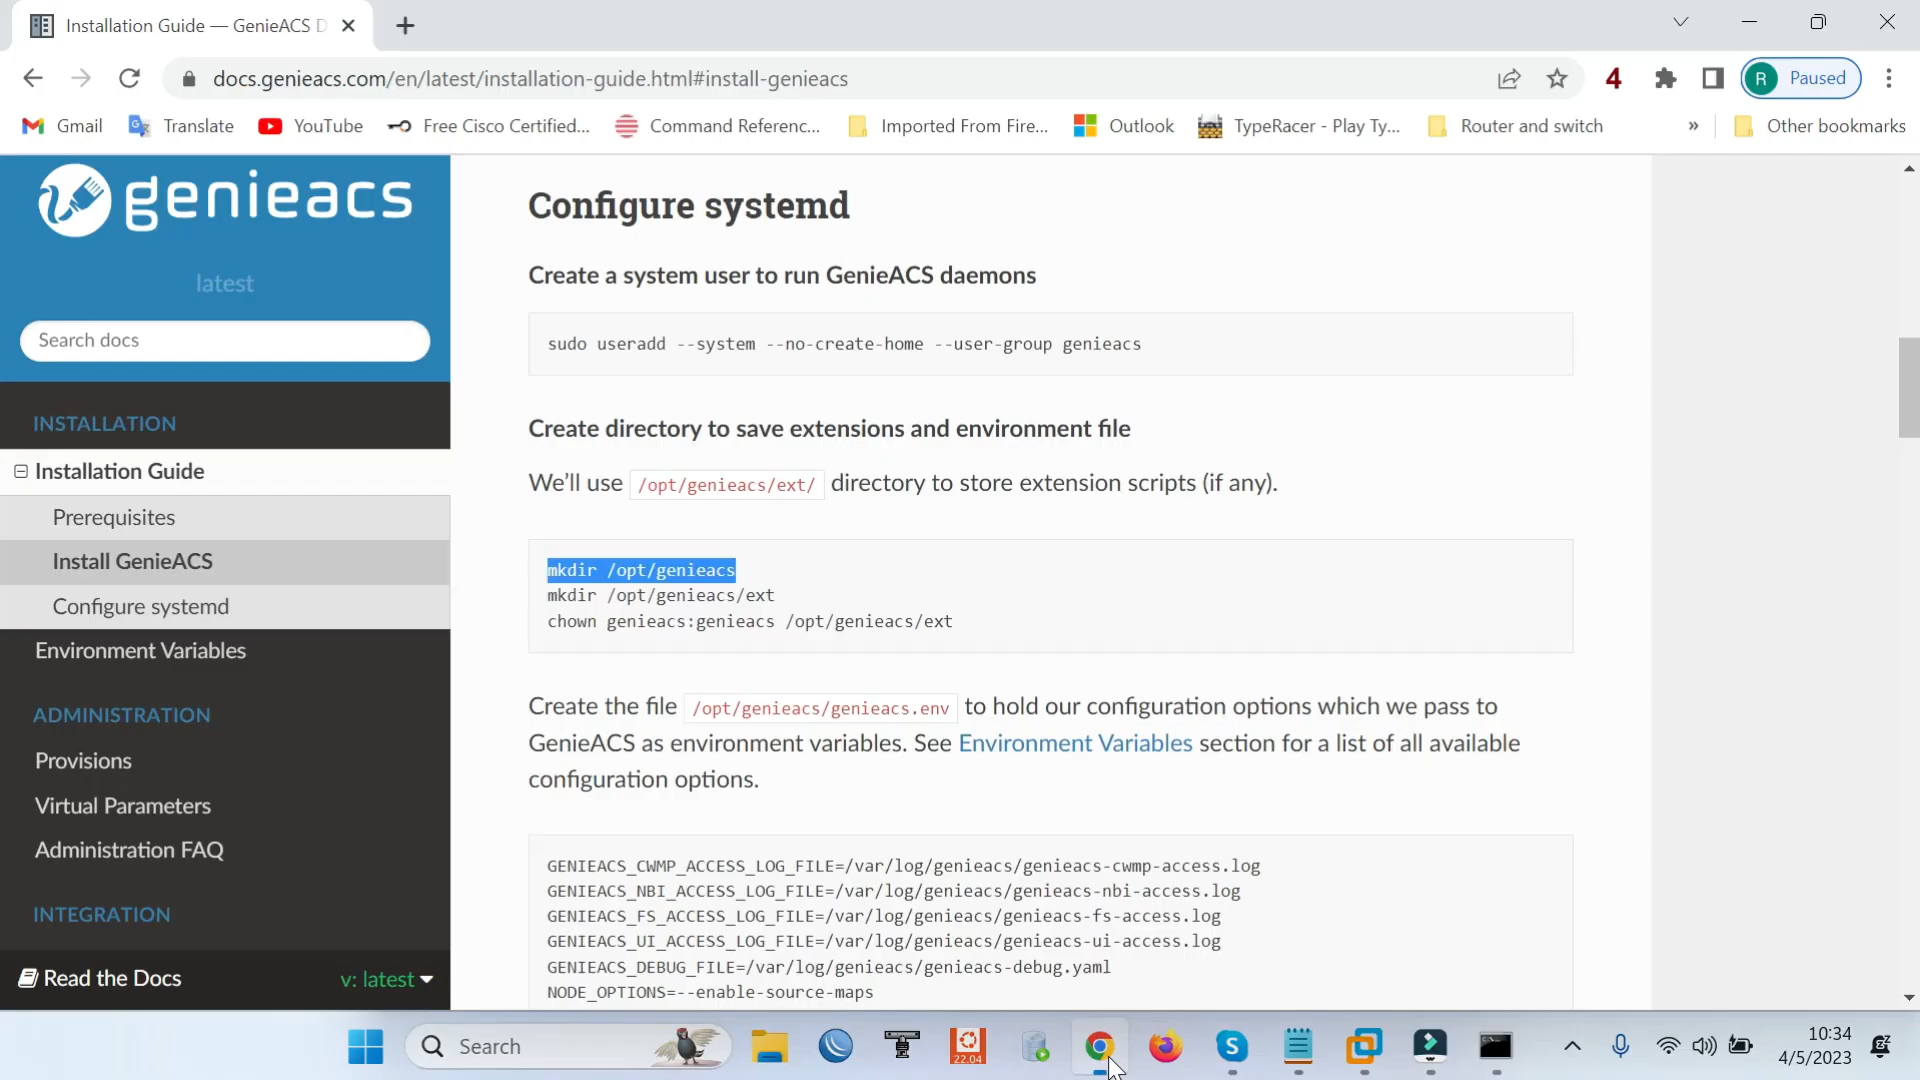 Installation Guide — GenieACS D
docs.genieacs.com/en/latest/installation-guide.html#install-genieacs
4
R Paused
Gmail Translate YouTube Free Cisco Certified... Command Referenc... Imported From Fire... Outlook TypeRacer - Play Ty... Router and switch » Other bookmarks
genieacs
latest
Search docs
INSTALLATION
Installation Guide
Prerequisites
Install GenieACS
Configure systemd
Environment Variables
ADMINISTRATION
Provisions
Virtual Parameters
Administration FAQ
INTEGRATION
Read the Docs v: latest
Configure systemd
Create a system user to run GenieACS daemons
sudo useradd --system --no-create-home --user-group genieacs
Create directory to save extensions and environment file
We’ll use /opt/genieacs/ext/ directory to store extension scripts (if any).
mkdir /opt/genieacs
mkdir /opt/genieacs/ext
chown genieacs:genieacs /opt/genieacs/ext
Create the file /opt/genieacs/genieacs.env to hold our configuration options which we pass to
GenieACS as environment variables. See Environment Variables section for a list of all available
configuration options.
GENIEACS_CWMP_ACCESS_LOG_FILE=/var/log/genieacs/genieacs-cwmp-access.log
GENIEACS_NBI_ACCESS_LOG_FILE=/var/log/genieacs/genieacs-nbi-access.log
GENIEACS_FS_ACCESS_LOG_FILE=/var/log/genieacs/genieacs-fs-access.log
GENIEACS_UI_ACCESS_LOG_FILE=/var/log/genieacs/genieacs-ui-access.log
GENIEACS_DEBUG_FILE=/var/log/genieacs/genieacs-debug.yaml
NODE_OPTIONS=--enable-source-maps
Search
22.04
10:34
4/5/2023